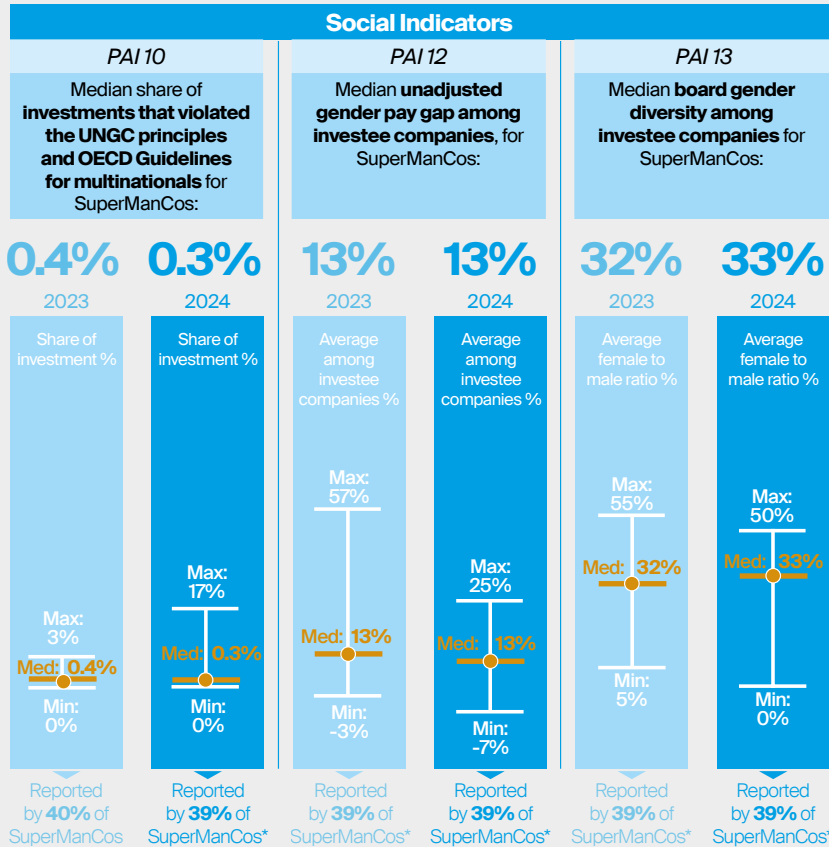 Social Indicators
PAI 10
Median share of
investments that violated
the UNGC principles
and OECD Guidelines
for multinationals for
SuperManCos:
0.4%
2023
0.3%
2024
Share of
investment %
Max:
3%
Med: 0.4%
Min:
0%
Reported
by 40% of
SuperManCos
Share of
investment %
Max:
17%
Med: 0.3%
Min:
0%
Reported
by 39% of
SuperManCos*
PAI 12
Median unadjusted
gender pay gap among
investee companies, for
SuperManCos:
13%
2023
13%
2024
Average
among
investee
companies %
Max:
57%
Med: 13%
Min:
-3%
Reported
by 39% of
SuperManCos*
Average
among
investee
companies %
Max:
25%
Med: 13%
Min:
-7%
Reported
by 39% of
SuperManCos*
PAI 13
Median board gender
diversity among
investee companies for
SuperManCos:
32%
2023
33%
2024
Average
female to
male ratio %
Max:
55%
Med: 32%
Min:
5%
Reported
by 39% of
SuperManCos*
Average
female to
male ratio %
Max:
50%
Med: 33%
Min:
0%
Reported
by 39% of
SuperManCos*